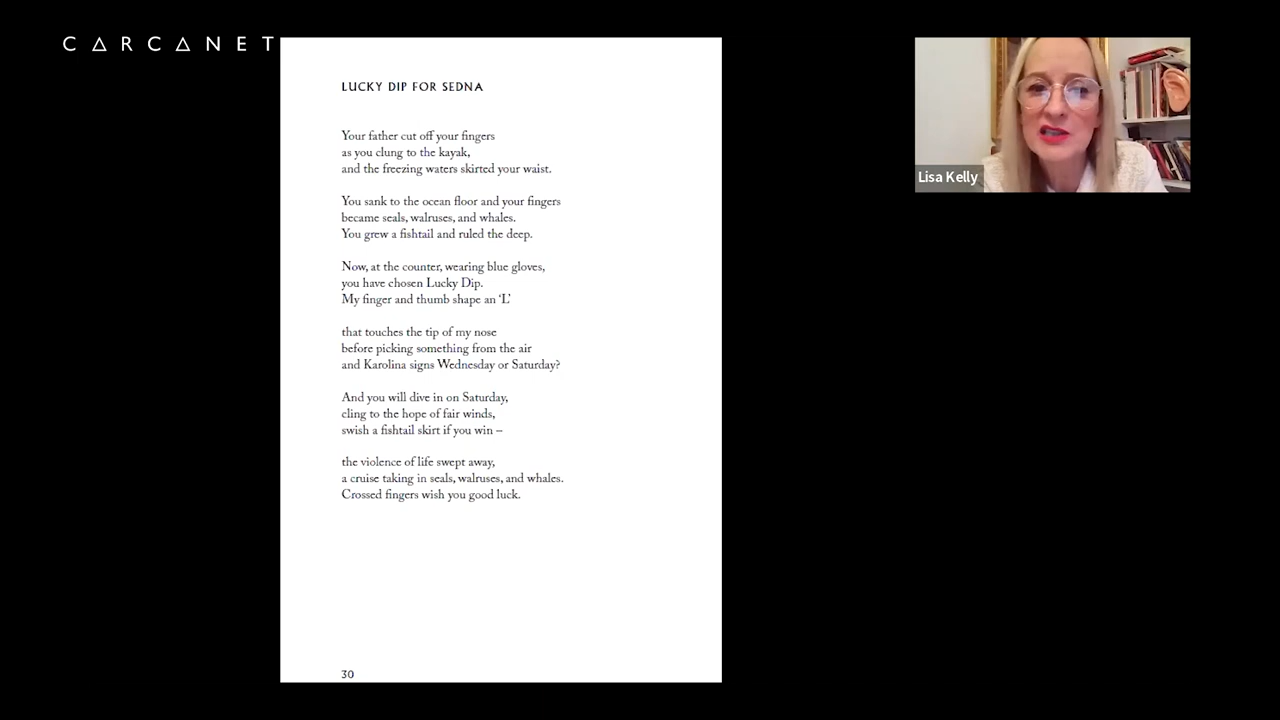 CARCANET
LUCKY DIP FOR SEDNA
Your father cut off your fingers
as you clung to the kayak,
and the freezing waters skirted your waist.
You sank to the ocean floor and your fingers
became seals, walruses, and whales.
You grew a fishtail and ruled the deep.
Now, at the counter, wearing blue gloves,
you have chosen Lucky Dip.
My finger and thumb shape an ‘L’
that touches the tip of my nose
before picking something from the air
and Karolina signs Wednesday or Saturday?
And you will dive in on Saturday,
cling to the hope of fair winds,
swish a fishtail skirt if you win –
the violence of life swept away,
a cruise taking in seals, walruses, and whales.
Crossed fingers wish you good luck.
30
Lisa Kelly